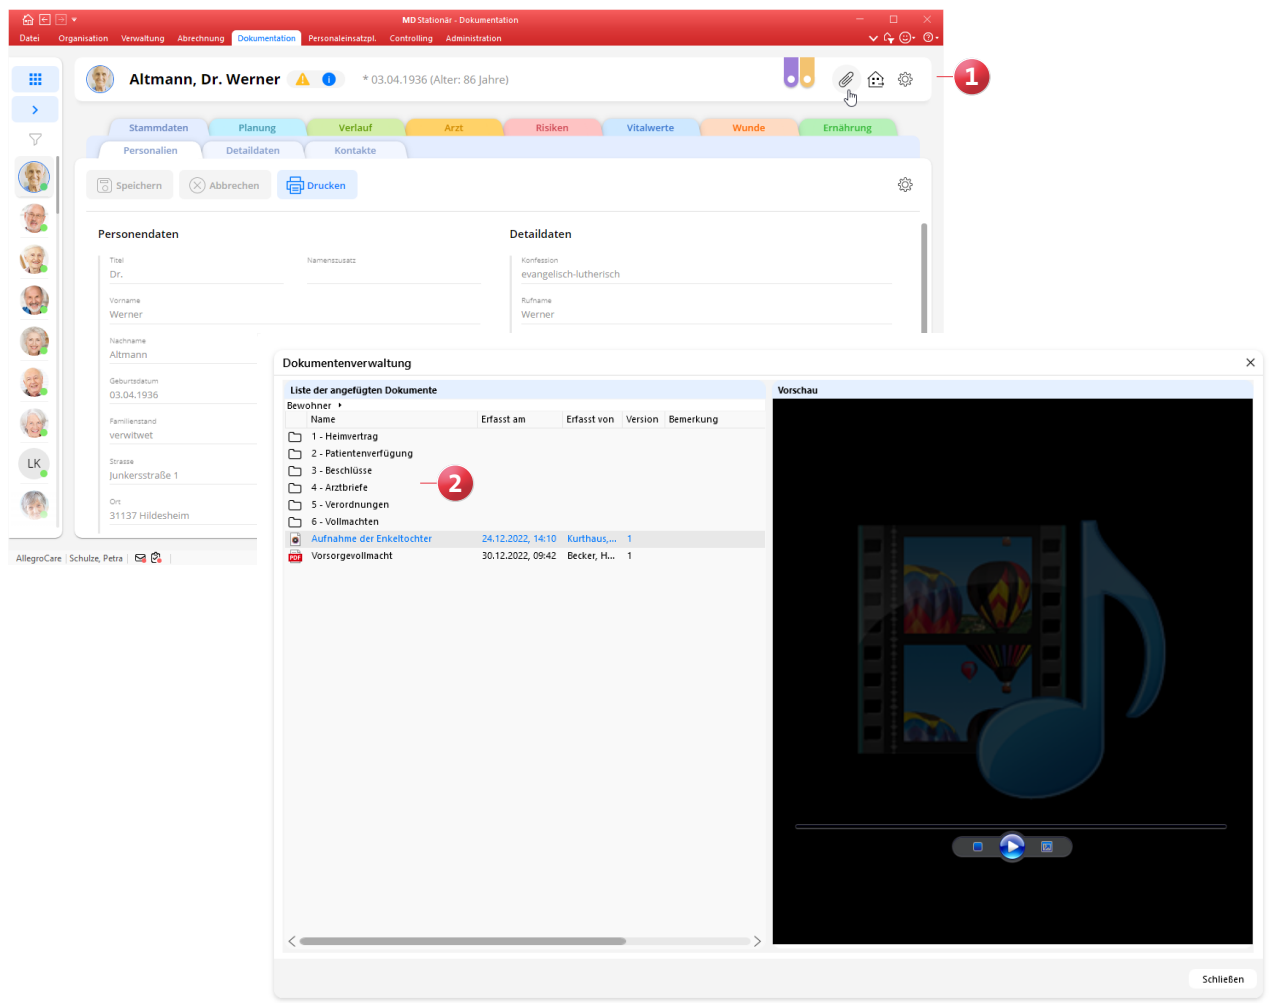 MD Stationär - Dokumentation
Datei Organisation Verwaltung Abrechnung Dokumentation Personaleinsatzpl. Controlling Administration
Altmann, Dr. Werner * 03.04.1936 (Alter: 86 Jahre)
1
Stammdaten Planung Verlauf Arzt Risiken Vitalwerte Wunde Ernährung
Personalien Detaildaten Kontakte
Speichern Abbrechen Drucken
Personendaten Detaildaten
Titel Namenszusatz Konfession
Dr. evangelisch-lutherisch
Vorname Rufname
Werner Werner
Nachname
Altmann
Geburtsdatum
03.04.1936
Familienstand
verwitwet
LK
Strasse
Junkersstraße 1
Ort
31137 Hildesheim
AllegroCare Schulze, Petra
Dokumentenverwaltung
Liste der angefügten Dokumente Vorschau
Bewohner
Name Erfasst am Erfasst von Version Bemerkung
1 - Heimvertrag
2 - Patientenverfügung
3 - Beschlüsse
4 - Arztbriefe
2
5 - Verordnungen
6 - Vollmachten
Aufnahme der Enkeltochter 24.12.2022, 14:10 Kurthaus,... 1
PDF Vorsorgevollmacht 30.12.2022, 09:42 Becker, H... 1
Schließen